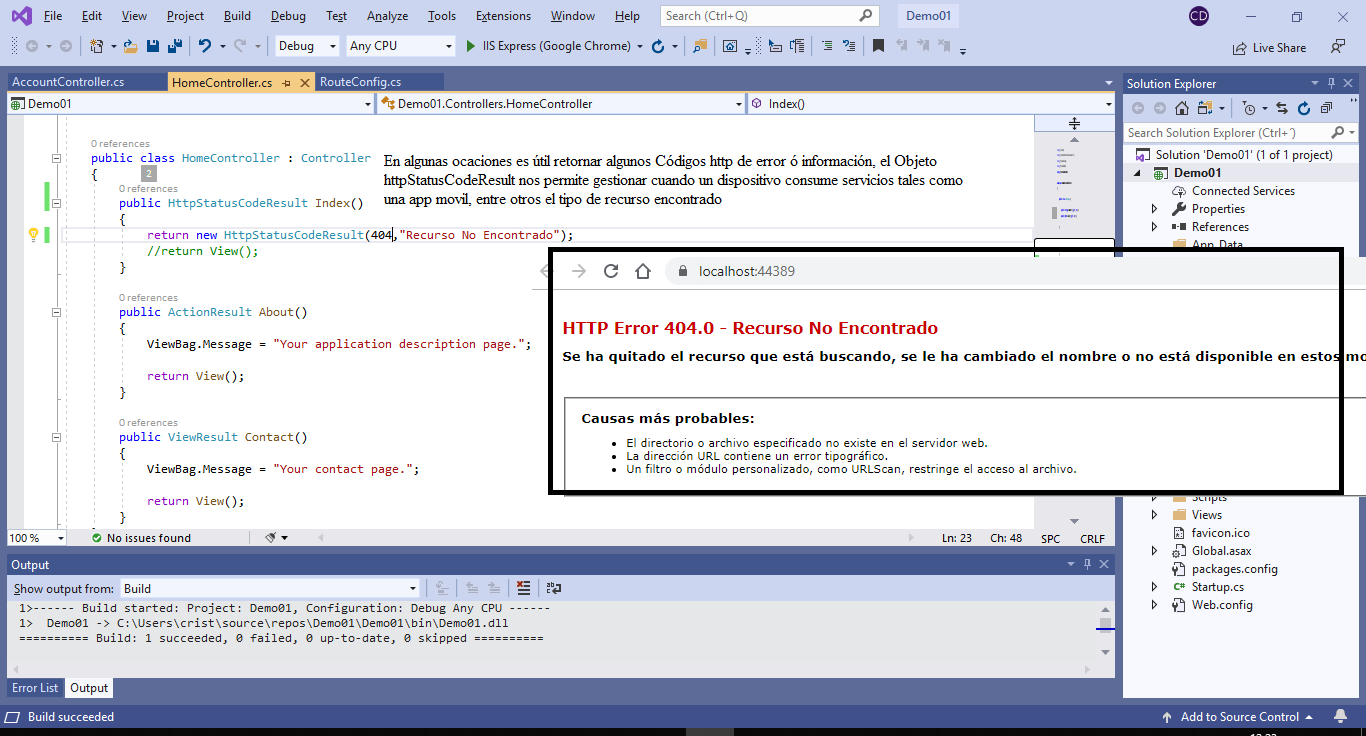 File Edit View Project Build Debug Test Analyze Tools Extensions Window Help Search (Ctrl+Q) Demo01 CD
Debug Any CPU IIS Express (Google Chrome) Live Share
AccountController.cs HomeController.cs RouteConfig.cs
Demo01 Demo01.Controllers.HomeController Index()
0 references
public class HomeController : Controller
{
2
0 references
public HttpStatusCodeResult Index()
{
return new HttpStatusCodeResult(404,"Recurso No Encontrado");
//return View();
}
0 references
public ActionResult About()
{
ViewBag.Message = "Your application description page.";
return View();
}
0 references
public ViewResult Contact()
{
ViewBag.Message = "Your contact page.";
return View();
}
En algunas ocaciones es útil retornar algunos Códigos http de error ó información, el Objeto
httpStatusCodeResult nos permite gestionar cuando un dispositivo consume servicios tales como
una app movil, entre otros el tipo de recurso encontrado
localhost:44389
HTTP Error 404.0 - Recurso No Encontrado
Se ha quitado el recurso que está buscando, se le ha cambiado el nombre o no está disponible en estos mo
Causas más probables:
• El directorio o archivo especificado no existe en el servidor web.
• La dirección URL contiene un error tipográfico.
• Un filtro o módulo personalizado, como URLScan, restringe el acceso al archivo.
100 % No issues found Ln: 23 Ch: 48 SPC CRLF
Solution Explorer
Search Solution Explorer (Ctrl+´)
Solution 'Demo01' (1 of 1 project)
Demo01
Connected Services
Properties
References
App_Data
Scripts
Views
favicon.ico
Global.asax
packages.config
Startup.cs
Web.config
Output
Show output from: Build
1>------ Build started: Project: Demo01, Configuration: Debug Any CPU ------
1> Demo01 -> C:\Users\crist\source\repos\Demo01\Demo01\bin\Demo01.dll
========== Build: 1 succeeded, 0 failed, 0 up-to-date, 0 skipped ==========
Error List Output
Build succeeded Add to Source Control